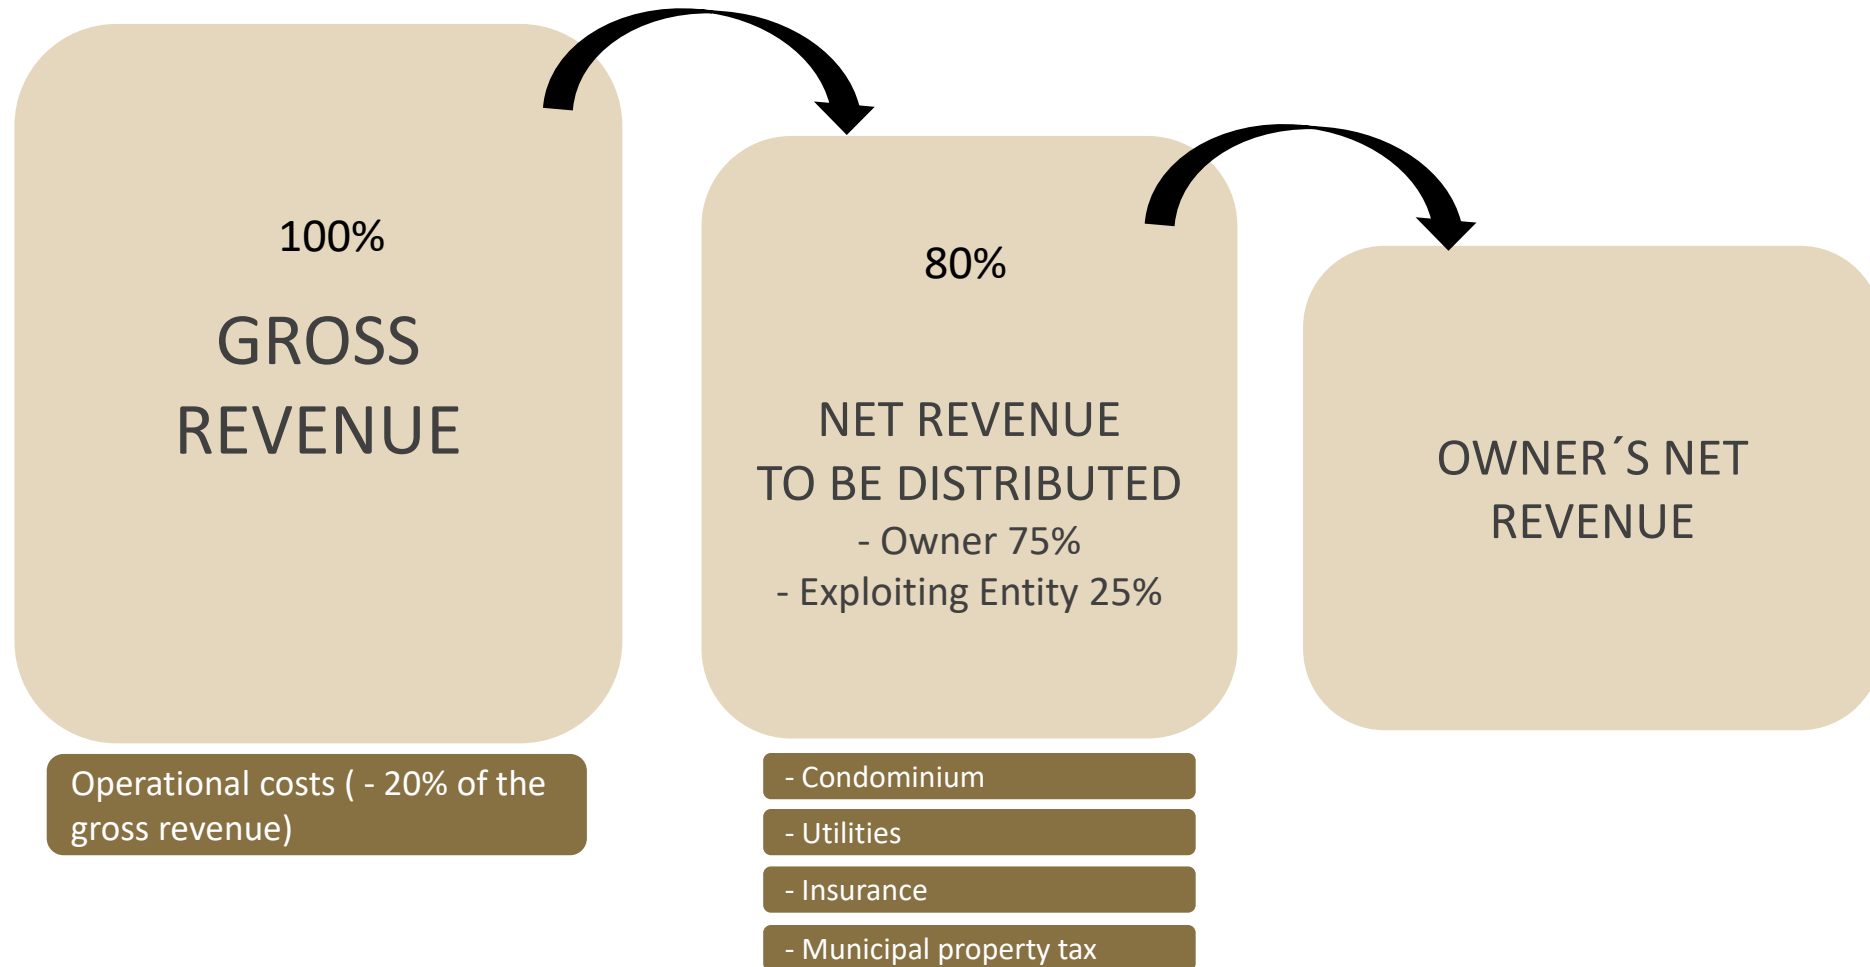 100%
GROSS
REVENUE
Operational costs ( - 20% of the
gross revenue)
80%
NET REVENUE
TO BE DISTRIBUTED
- Owner 75%
- Exploiting Entity 25%
- Condominium
- Utilities
- Insurance
- Municipal property tax
OWNER´S NET
REVENUE